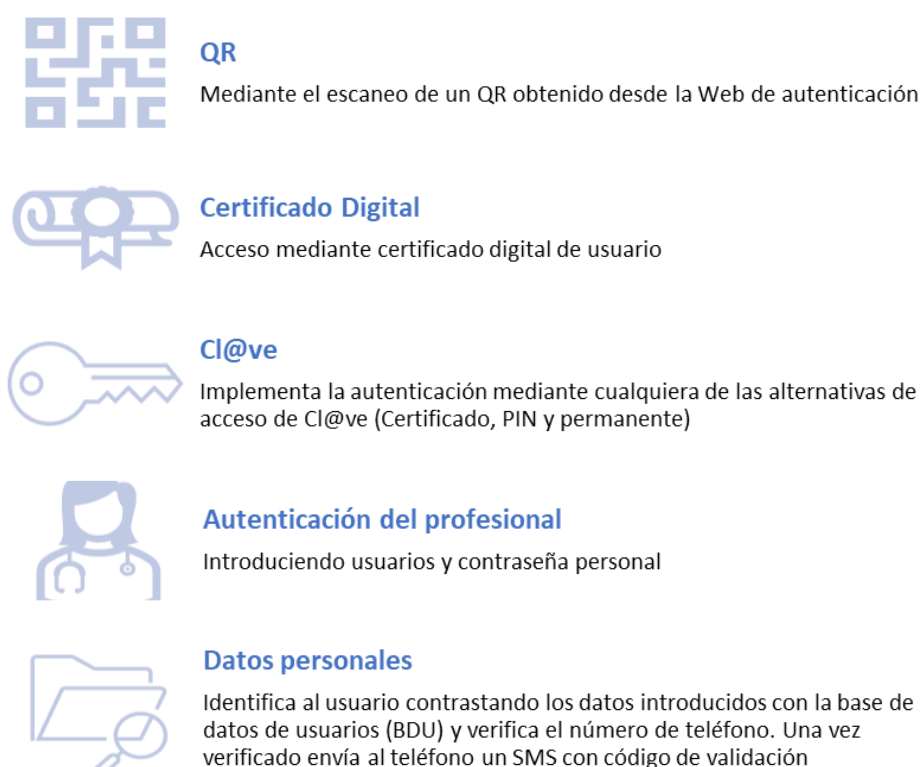 QR
Mediante el escaneo de un QR obtenido desde la Web de autenticación
Certificado Digital
Acceso mediante certificado digital de usuario
Cl@ve
Implementa la autenticación mediante cualquiera de las alternativas de
acceso de Cl@ve (Certificado, PIN y permanente)
Autenticación del profesional
Introduciendo usuarios y contraseña personal
Datos personales
Identifica al usuario contrastando los datos introducidos con la base de
datos de usuarios (BDU) y verifica el número de teléfono. Una vez
verificado envía al teléfono un SMS con código de validación